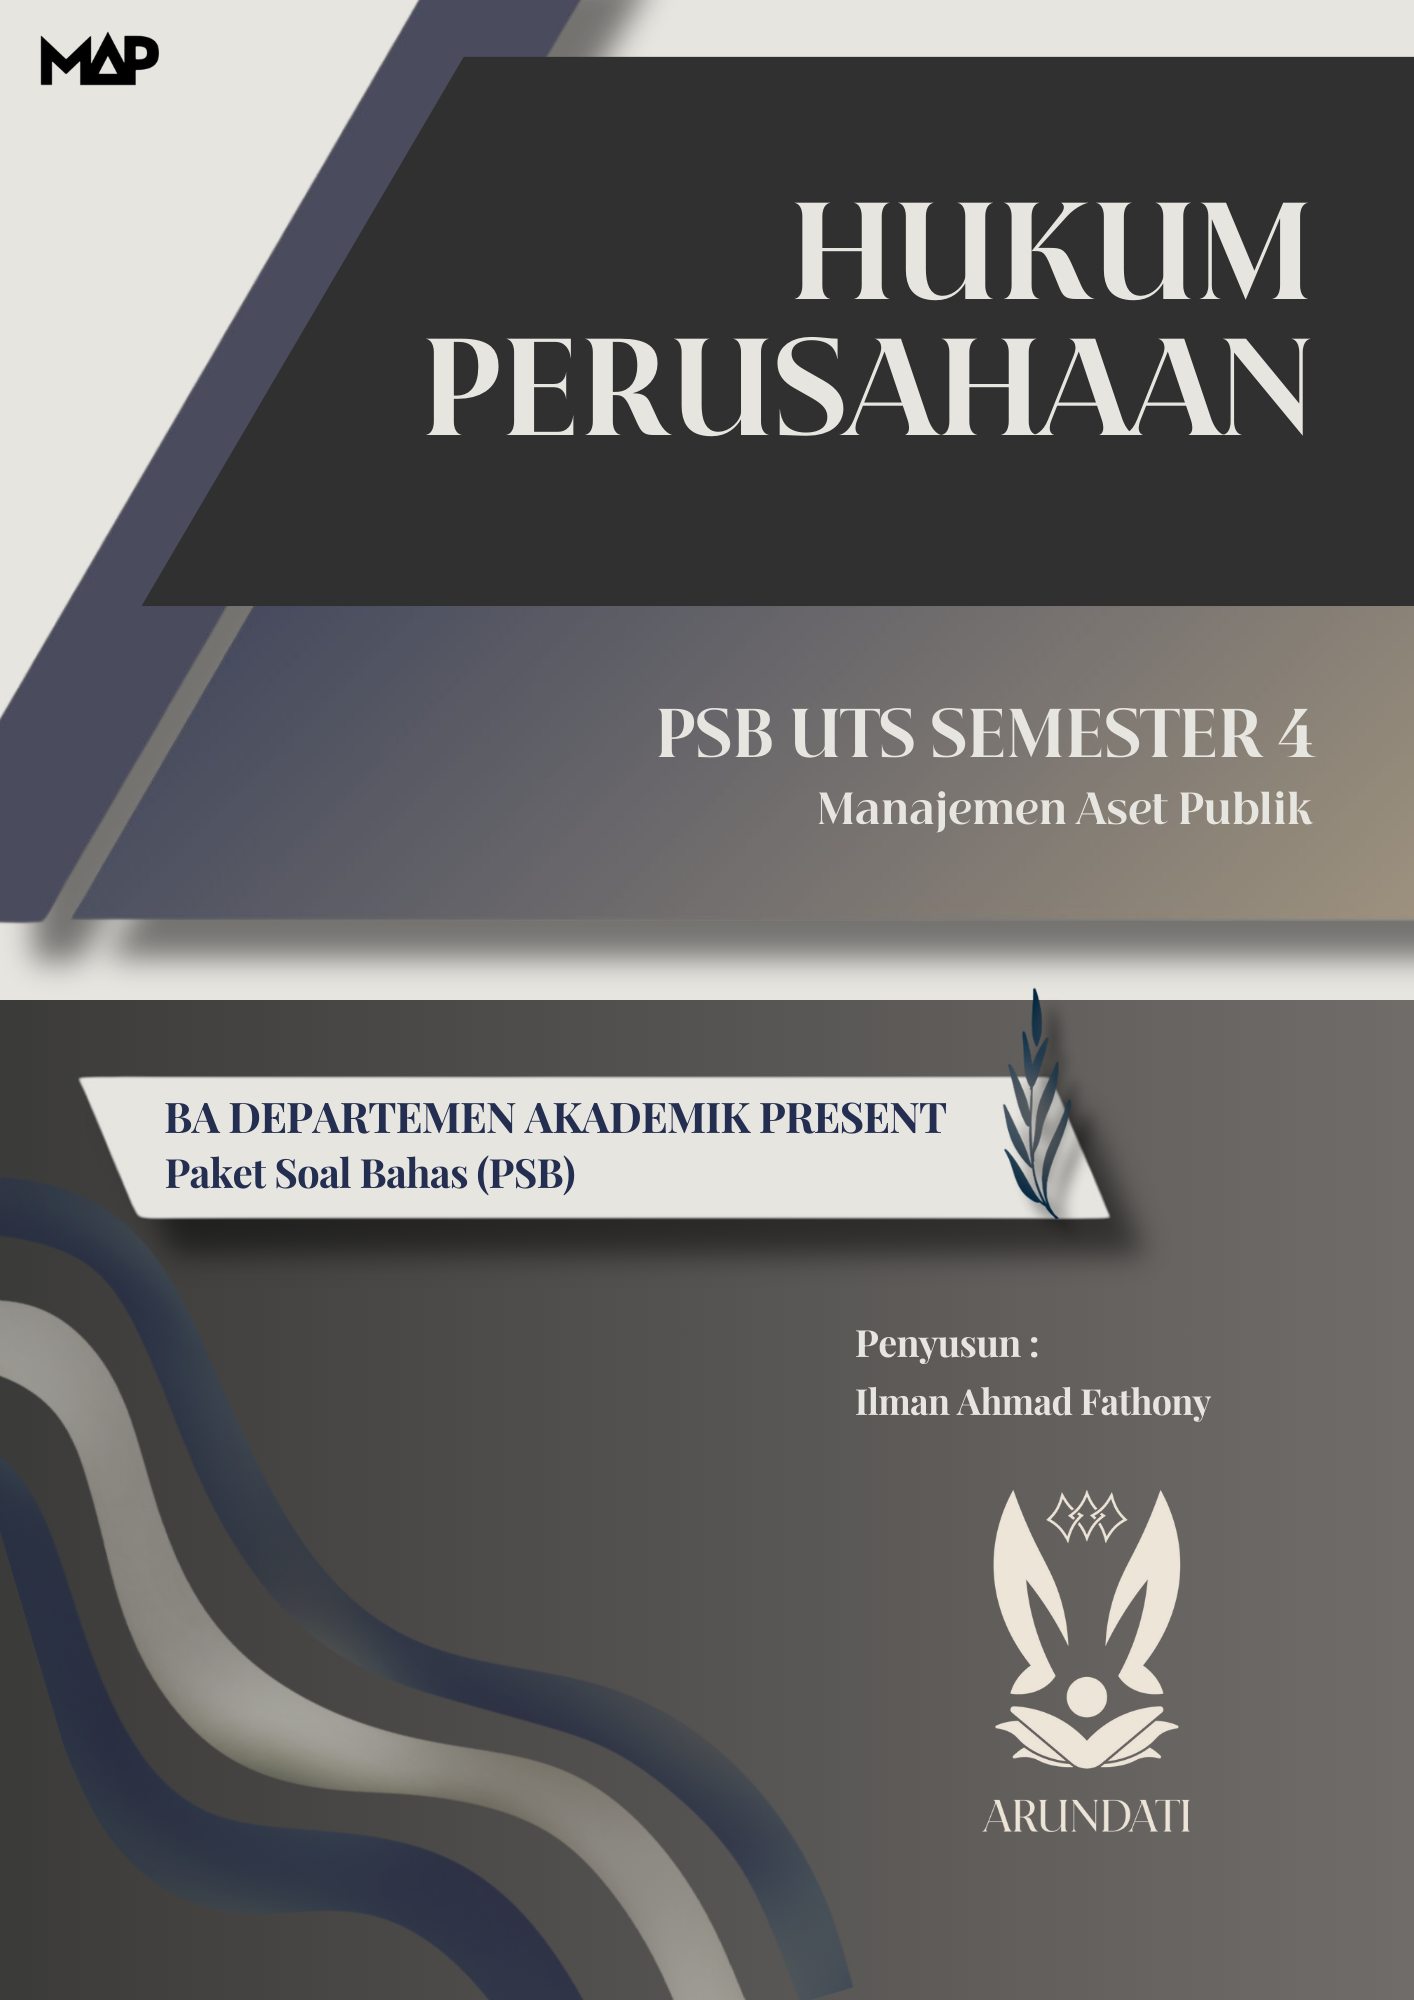 MAP
HUKUM
PERUSAHAAN
PSB UTS SEMESTER 4
Manajemen Aset Publik
BA DEPARTEMEN AKADEMIK PRESENT
Paket Soal Bahas (PSB)
Penyusun :
Ilman Ahmad Fathony
ARUNDATI